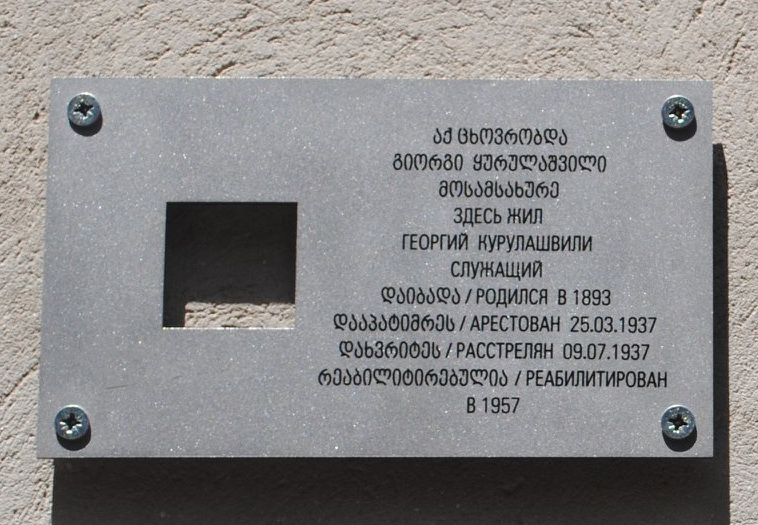 აქ ცხოვრობდა
გიორგი ყურულაშვილი
მოსამსახურე
ЗДЕСЬ ЖИЛ
ГЕОРГИЙ КУРУЛАШВИЛИ
СЛУЖАЩИЙ
დაიბადა / РОДИЛСЯ В 1893
დააპატიმრეს / АРЕСТОВАН 25.03.1937
დახვრიტეს / РАССТРЕЛЯН 09.07.1937
რეაბილიტირებულია / РЕАБИЛИТИРОВАН
В 1957